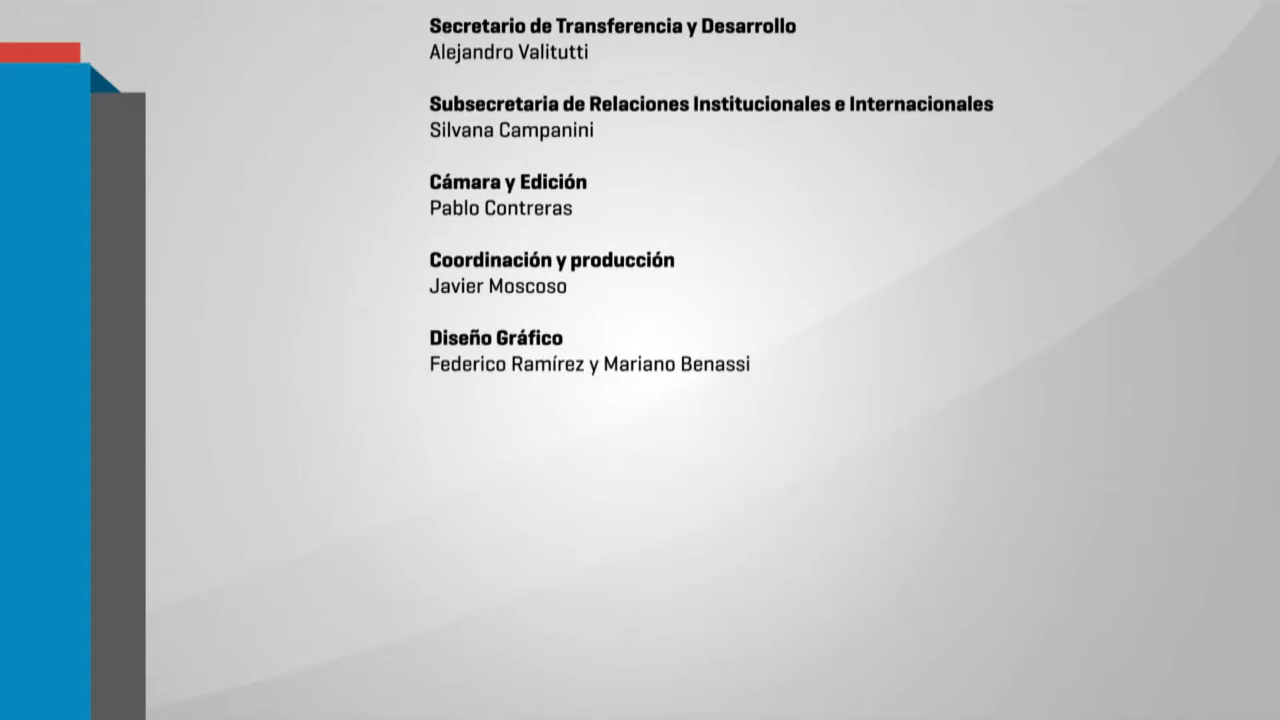 Secretario de Transferencia y Desarrollo
Alejandro Valitutti
Subsecretaria de Relaciones Institucionales e Internacionales
Silvana Campanini
Cámara y Edición
Pablo Contreras
Coordinación y producción
Javier Moscoso
Diseño Gráfico
Federico Ramírez y Mariano Benassi